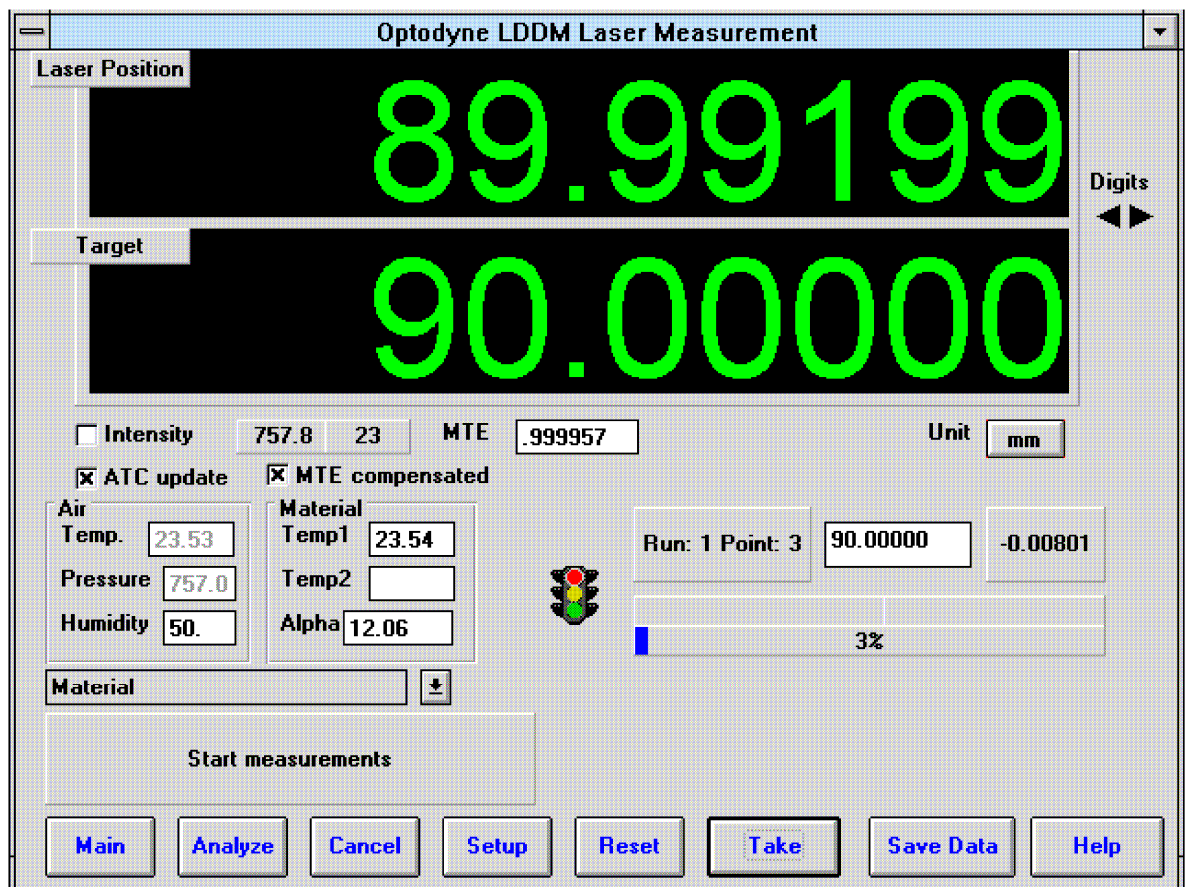 Optodyne LDDM Laser Measurement
Laser Position
89.99199
Digits
Target
90.00000
Intensity 757.8 23 MTE .999957 Unit mm
ATC update MTE compensated
Air Material
Temp. 23.53 Temp1 23.54
Run: 1 Point: 3 90.00000 -0.00801
Pressure 757.0 Temp2
Humidity 50. Alpha 12.06
3%
Material
Start measurements
Main Analyze Cancel Setup Reset Take Save Data Help